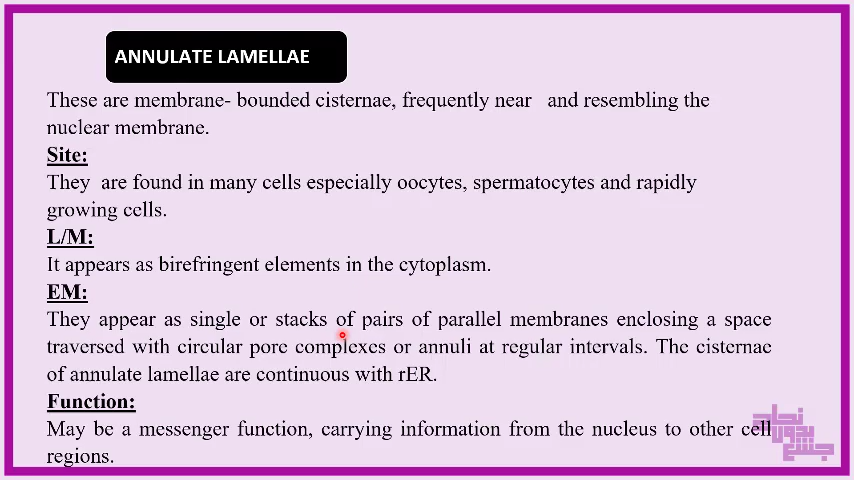 ANNULATE LAMELLAE
These are membrane- bounded cisternae, frequently near and resembling the
nuclear membrane.
Site:
They are found in many cells especially oocytes, spermatocytes and rapidly
growing cells.
L/M:
It appears as birefringent elements in the cytoplasm.
EM:
They appear as single or stacks of pairs of parallel membranes enclosing a space
traversed with circular pore complexes or annuli at regular intervals. The cisternae
of annulate lamellae are continuous with rER.
Function:
May be a messenger function, carrying information from the nucleus to other cell
regions.
نجاح
بدون
جشع